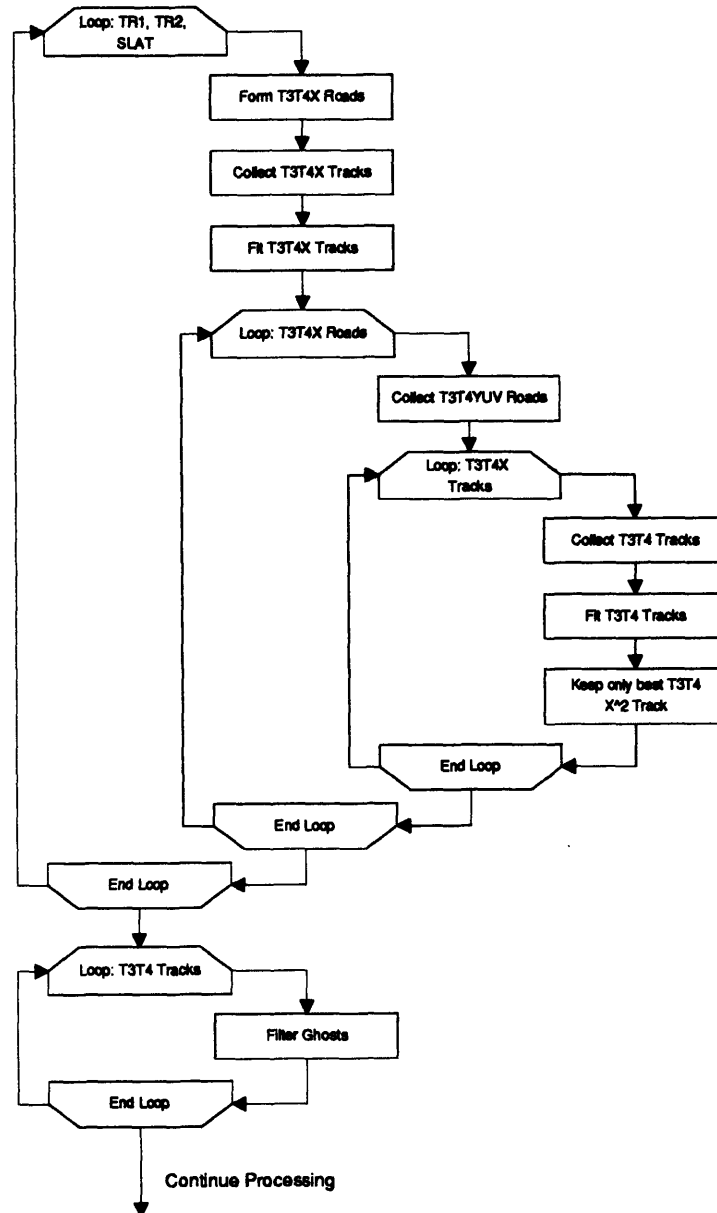 Loop: TR1, TR2,
SLAT
Form T3T4X Roads
Collect T3T4X Tracks
Fit T3T4X Tracks
Loop: T3T4X Roads
Collect T3T4YUV Roads
Loop: T3T4X
Tracks
Collect T3T4 Tracks
Fit T3T4 Tracks
Keep only best T3T4
X^2 Track
End Loop
End Loop
End Loop
Loop: T3T4 Tracks
Filter Ghosts
End Loop
Continue Processing